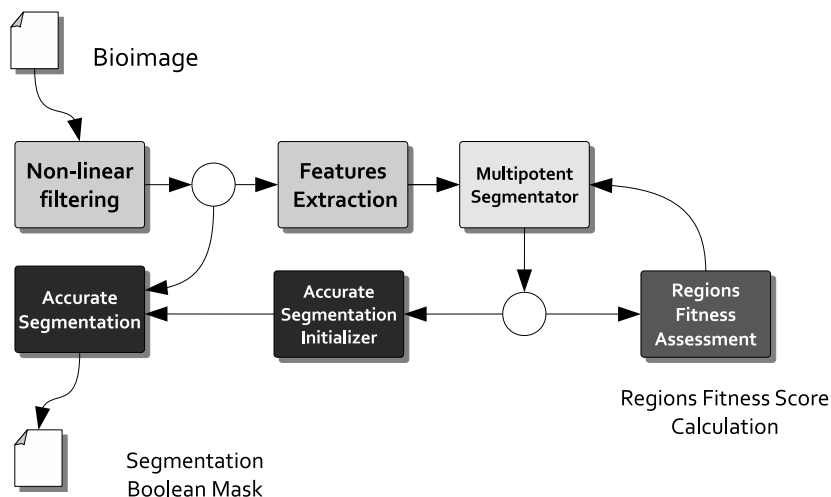 Bioimage
Non-linear
filtering
Features
Extraction
Multipotent
Segmentator
Accurate
Segmentation
Accurate
Segmentation
Initializer
Regions
Fitness
Assessment
Regions Fitness Score
Calculation
Segmentation
Boolean Mask